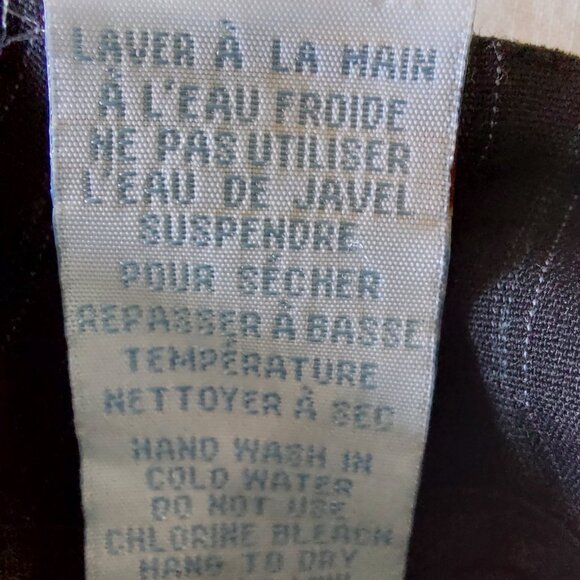 LAVER À LA MAIN
À L'EAU FROIDE
NE PAS UTILISER
L'EAU DE JAVEL
SUSPENDRE
POUR SÉCHER
REPASSER À BASSE
TEMPÉRATURE
NETTOYER À SEC
HAND WASH IN
COLD WATER
DO NOT USE
CHLORINE BLEACH
HANG TO DRY